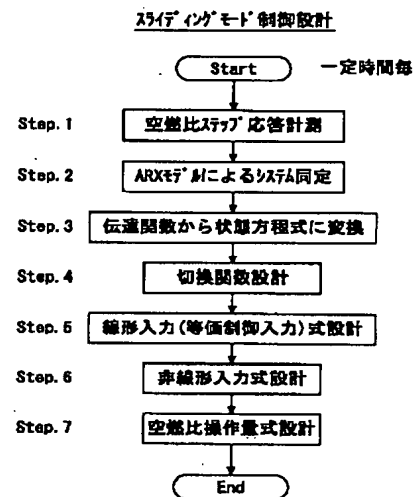 スライディングモード制御設計
Start 一定時間毎
Step.1 空燃比ステップ応答計測
Step.2 ARXモデルによるシステム同定
Step.3 伝達関数から状態方程式に変換
Step.4 切換関数設計
Step.5 線形入力(等価制御入力)式設計
Step.6 非線形入力式設計
Step.7 空燃比操作量式設計
End